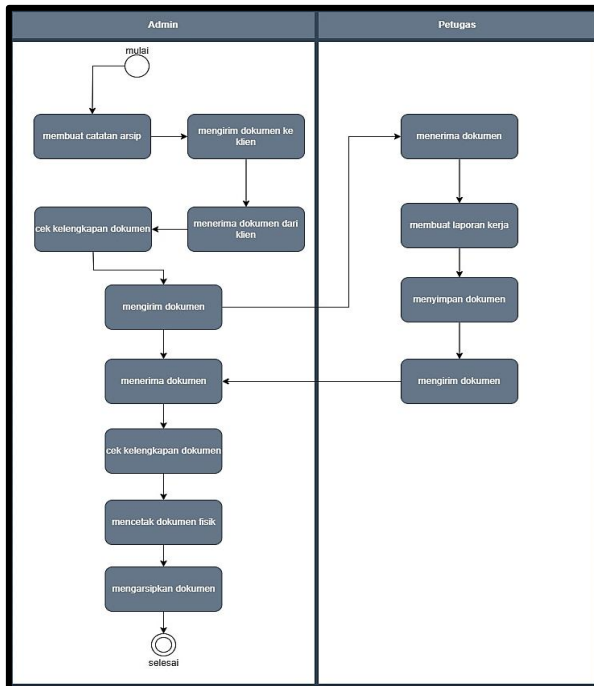 Admin
Petugas
mulai
membuat catatan arsip
mengirim dokumen ke
klien
menerima dokumen
cek kelengkapan dokumen
menerima dokumen dari
klien
membuat laporan kerja
mengirim dokumen
menyimpan dokumen
menerima dokumen
mengirim dokumen
cek kelengkapan dokumen
mencetak dokumen fisik
mengarsipkan dokumen
selesai